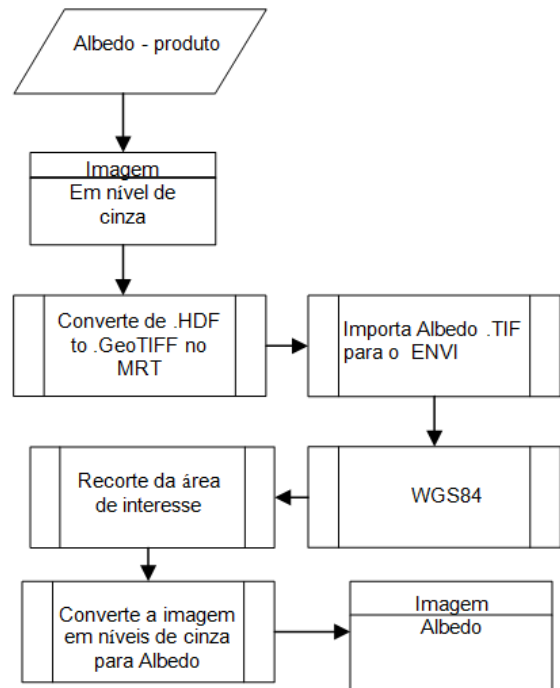 Albedo - produto
Imagem
Em nível de
cinza
Converte de .HDF
to .GeoTIFF no
MRT
Importa Albedo .TIF
para o ENVI
WGS84
Recorte da área
de interesse
Converte a imagem
em níveis de cinza
para Albedo
Imagem
Albedo